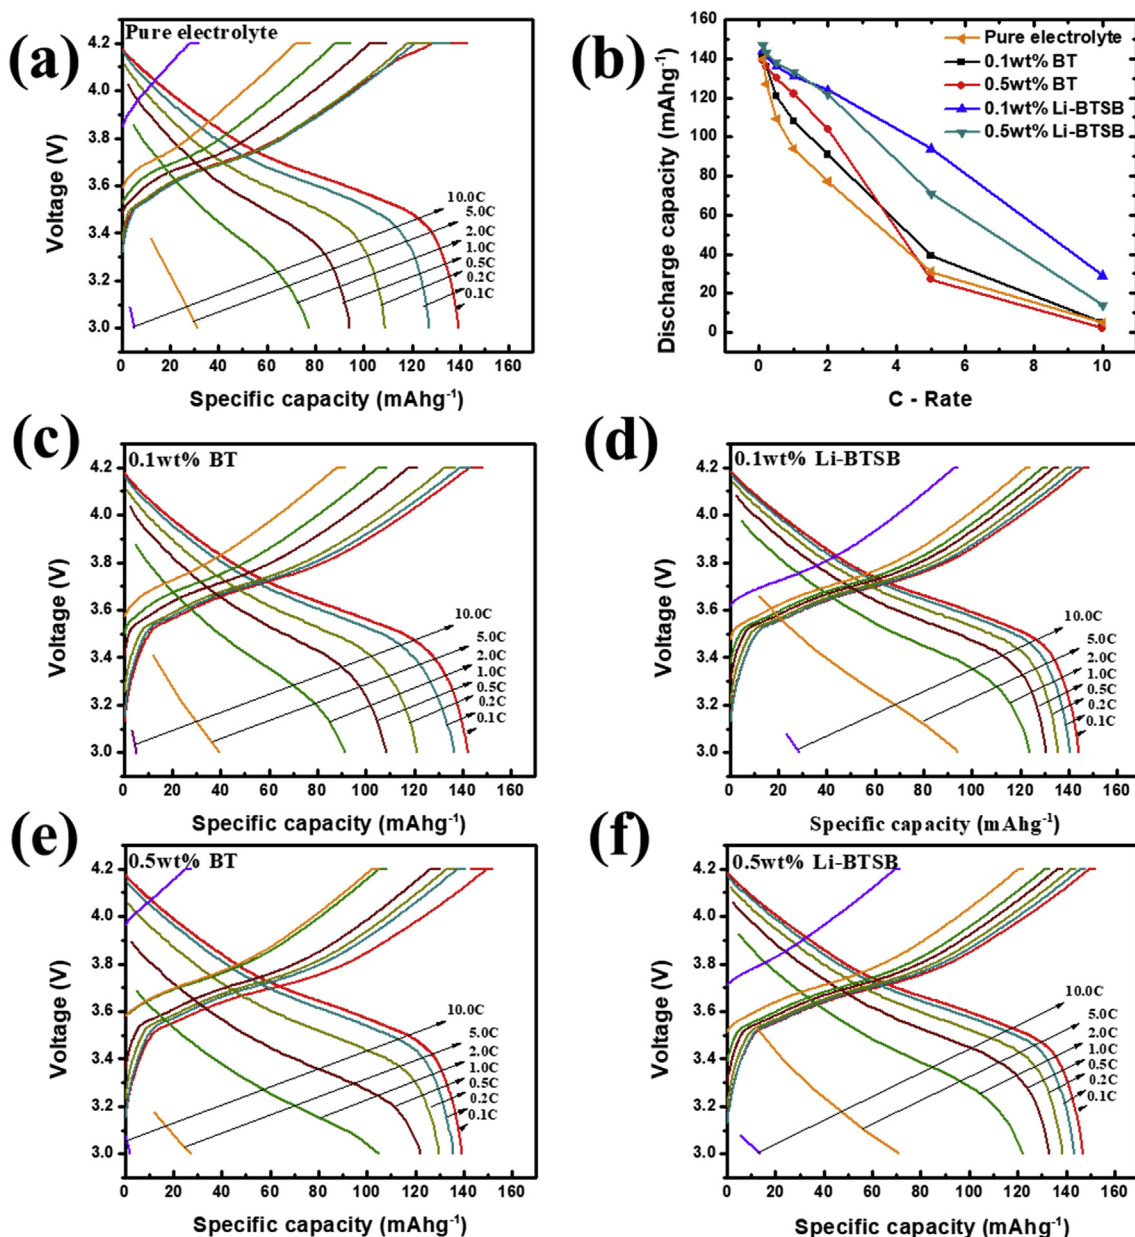 (a)
Pure electrolyte
4.2
4.0
3.8
3.6
3.4
3.2
3.0
Voltage (V)
10.0C
5.0C
2.0C
1.0C
0.5C
0.2C
0.1C
0 20 40 60 80 100 120 140 160
Specific capacity (mAhg-1)
(b)
160
140
120
100
80
60
40
20
0
Discharge capacity (mAhg-1)
Pure electrolyte
0.1wt% BT
0.5wt% BT
0.1wt% Li-BTSB
0.5wt% Li-BTSB
0 2 4 6 8 10
C - Rate
(c)
0.1wt% BT
4.2
4.0
3.8
3.6
3.4
3.2
3.0
Voltage (V)
10.0C
5.0C
2.0C
1.0C
0.5C
0.2C
0.1C
0 20 40 60 80 100 120 140 160
Specific capacity (mAhg-1)
(d)
0.1wt% Li-BTSB
4.2
4.0
3.8
3.6
3.4
3.2
3.0
Voltage (V)
10.0C
5.0C
2.0C
1.0C
0.5C
0.2C
0.1C
0 20 40 60 80 100 120 140 160
Specific capacity (mAhg-1)
(e)
0.5wt% BT
4.2
4.0
3.8
3.6
3.4
3.2
3.0
Voltage (V)
10.0C
5.0C
2.0C
1.0C
0.5C
0.2C
0.1C
0 20 40 60 80 100 120 140 160
Specific capacity (mAhg-1)
(f)
0.5wt% Li-BTSB
4.2
4.0
3.8
3.6
3.4
3.2
3.0
Voltage (V)
10.0C
5.0C
2.0C
1.0C
0.5C
0.2C
0.1C
0 20 40 60 80 100 120 140 160
Specific capacity (mAhg-1)